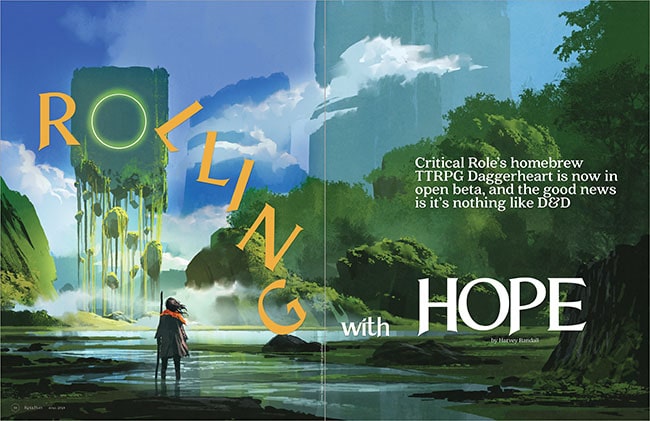 ROLLING
with HOPE
Critical Role's homebrew
TTRPG Daggerheart is now in
open beta, and the good news
is it's nothing like D&D
by Harvey Randall